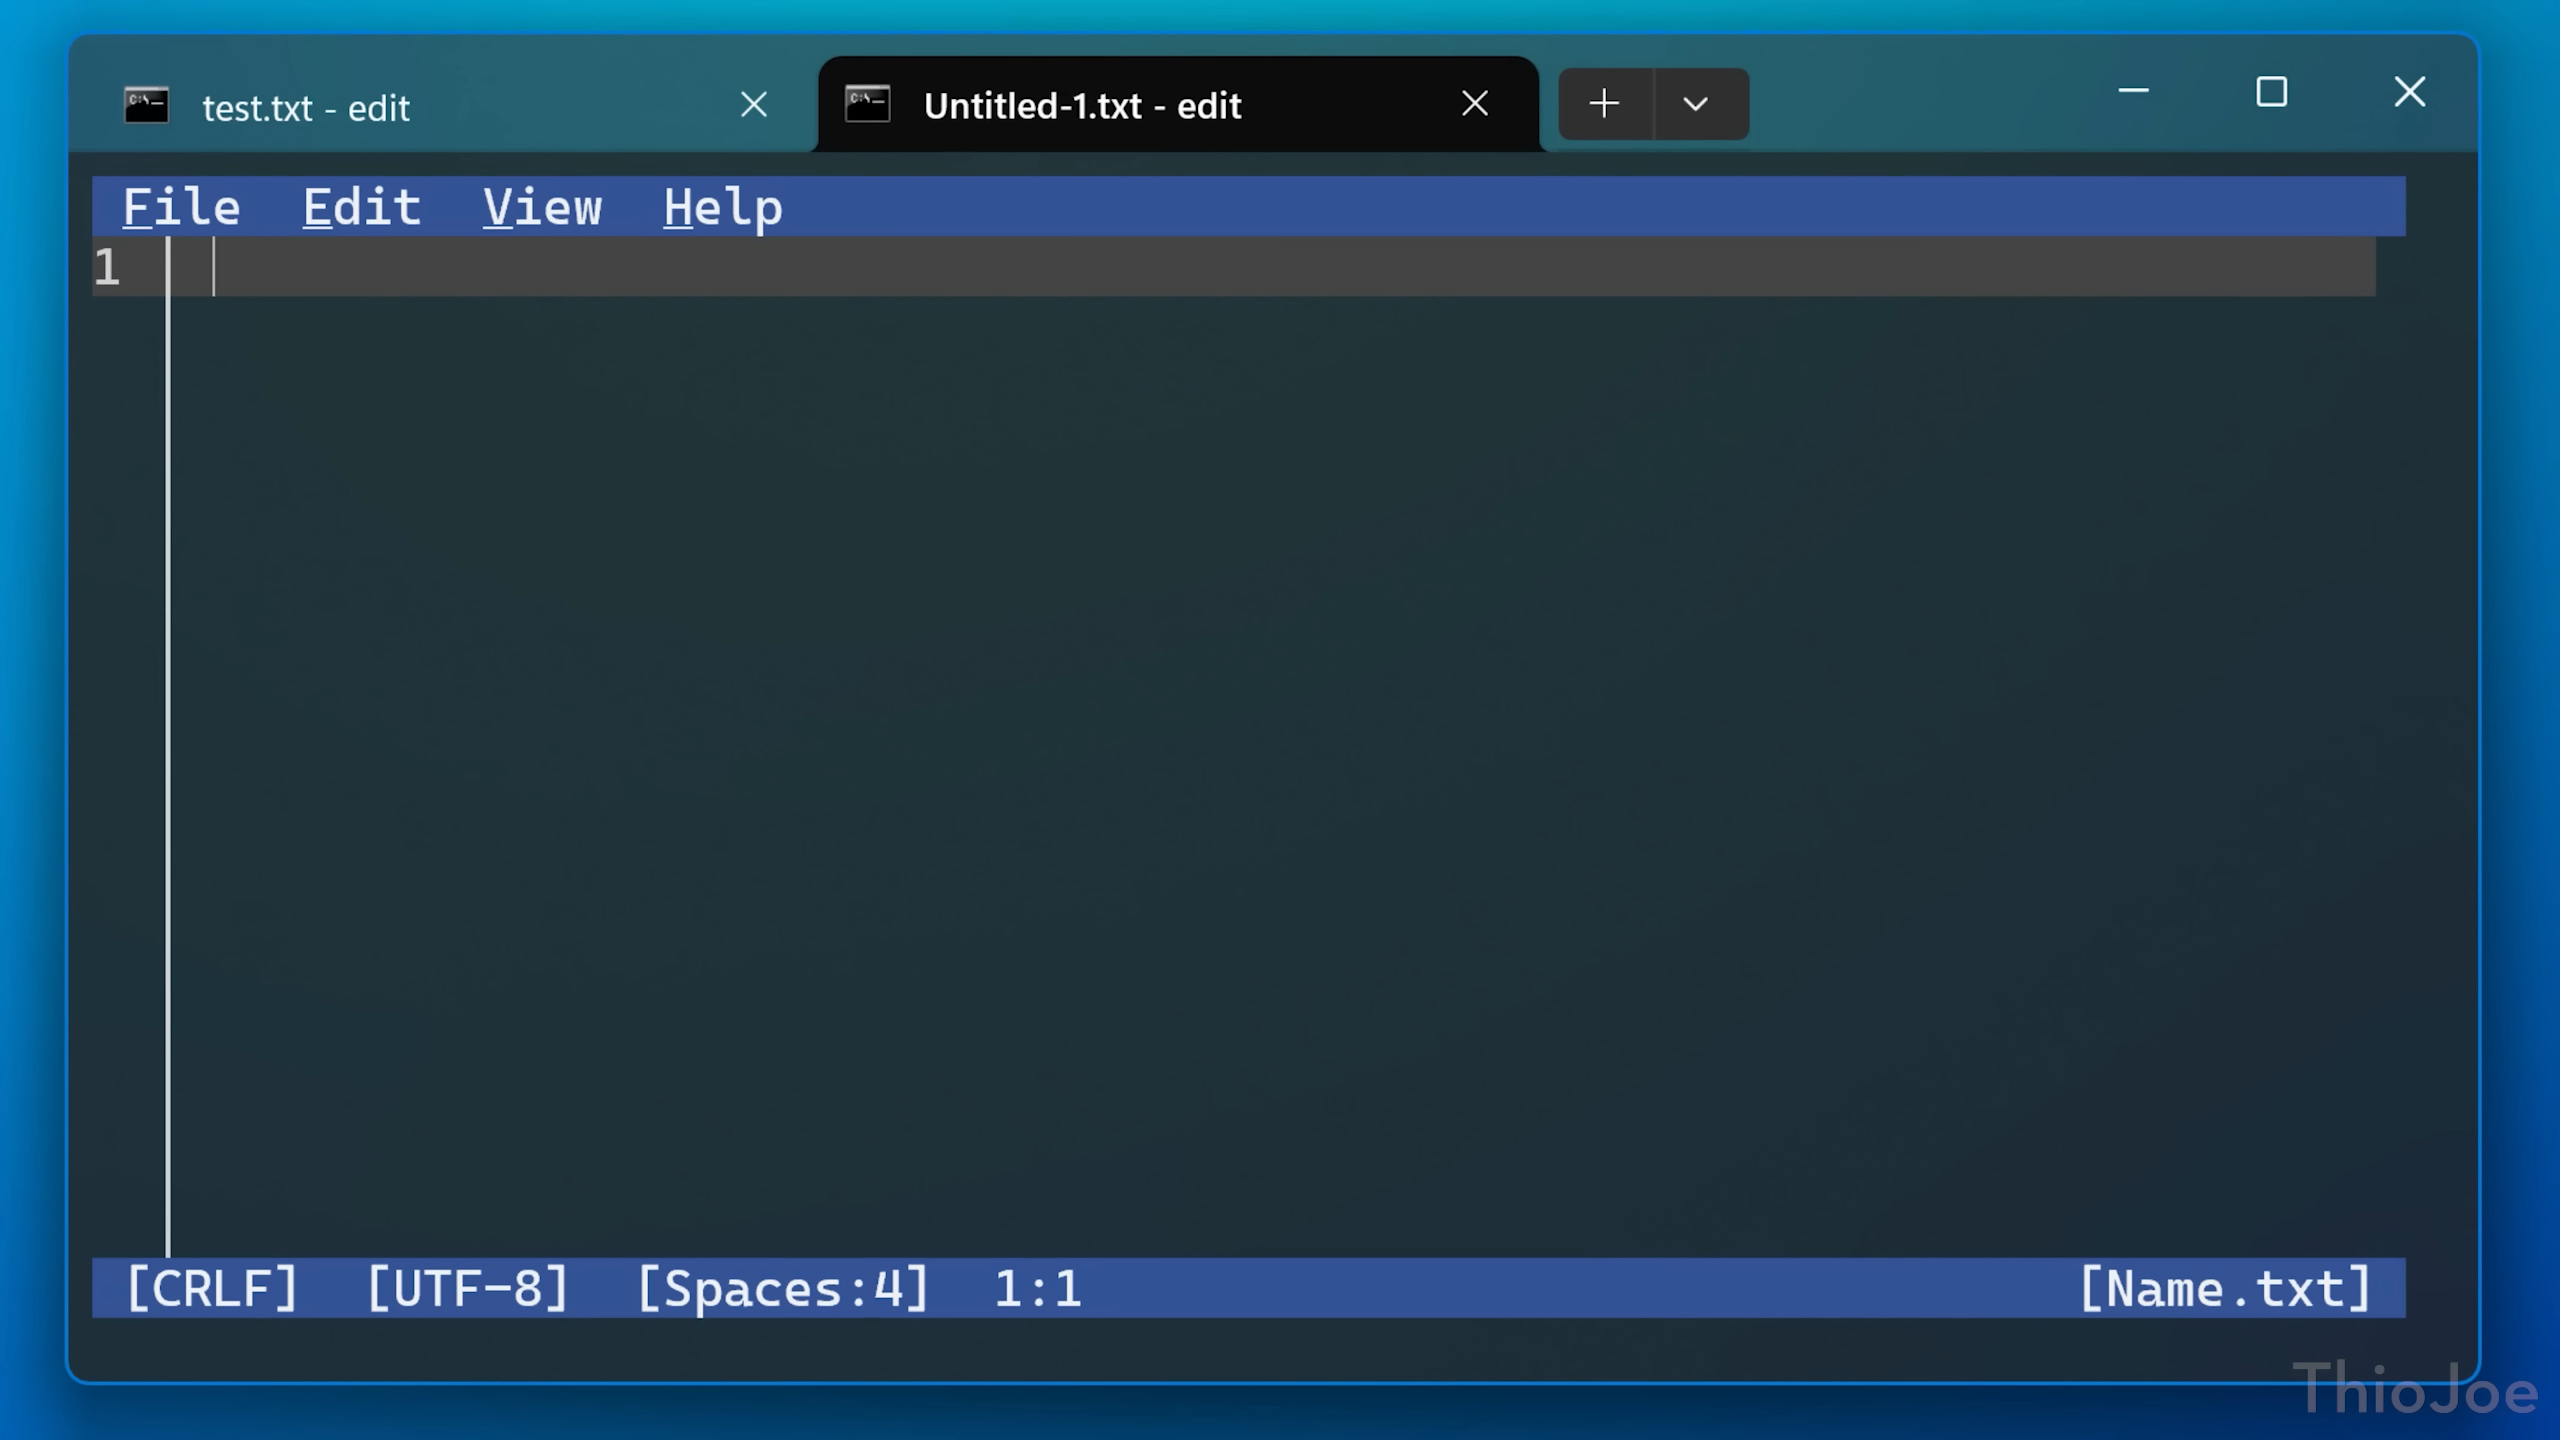 test.txt - edit
Untitled-1.txt - edit
File Edit View Help
1
[CRLF] [UTF-8] [Spaces:4] 1:1 [Name.txt]
ThioJoe